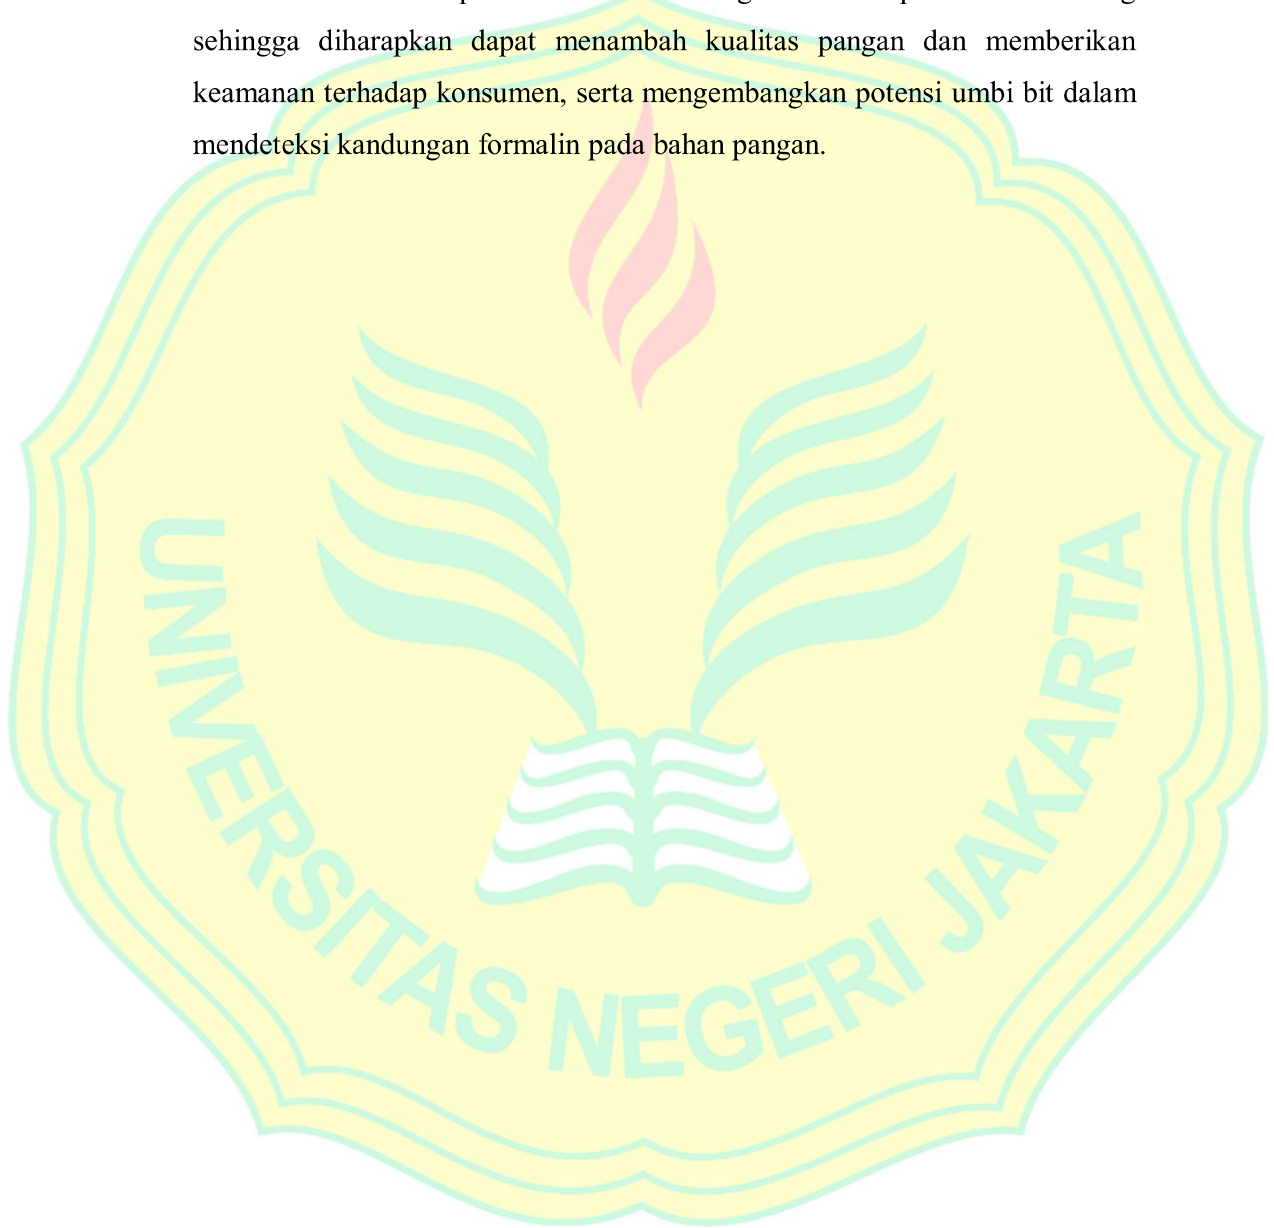 sehingga diharapkan dapat menambah kualitas pangan dan memberikan
keamanan terhadap konsumen, serta mengembangkan potensi umbi bit dalam
mendeteksi kandungan formalin pada bahan pangan.
UNIVERSITAS NEGERI JAKARTA